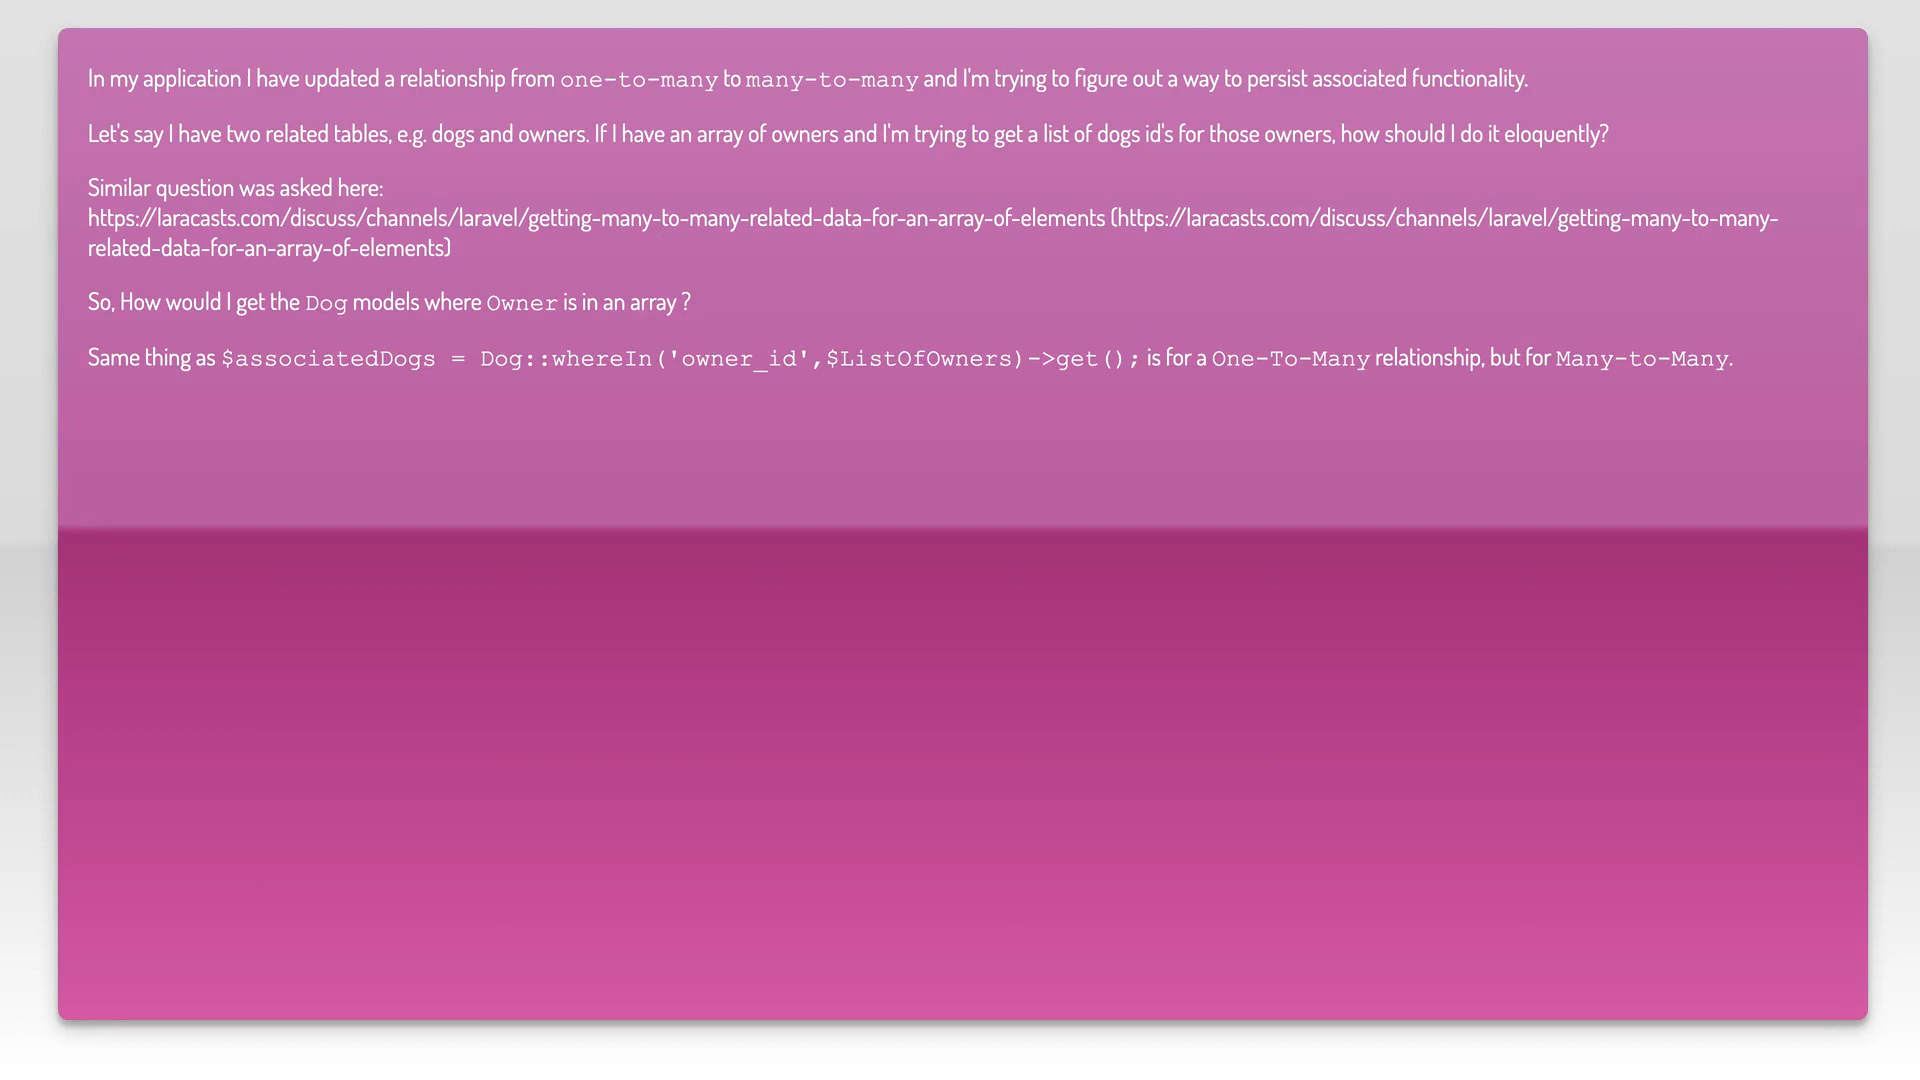 In my application I have updated a relationship from one-to-many to many-to-many and I'm trying to figure out a way to persist associated functionality.
Let's say I have two related tables, e.g. dogs and owners. If I have an array of owners and I'm trying to get a list of dogs id's for those owners, how should I do it eloquently?
Similar question was asked here:
https://laracasts.com/discuss/channels/laravel/getting-many-to-many-related-data-for-an-array-of-elements (https://laracasts.com/discuss/channels/laravel/getting-many-to-many-
related-data-for-an-array-of-elements)
So, How would I get the Dog models where Owner is in an array ?
Same thing as $associatedDogs = Dog::whereIn('owner_id',$ListOfOwners)->get(); is for a One-To-Many relationship, but for Many-to-Many.